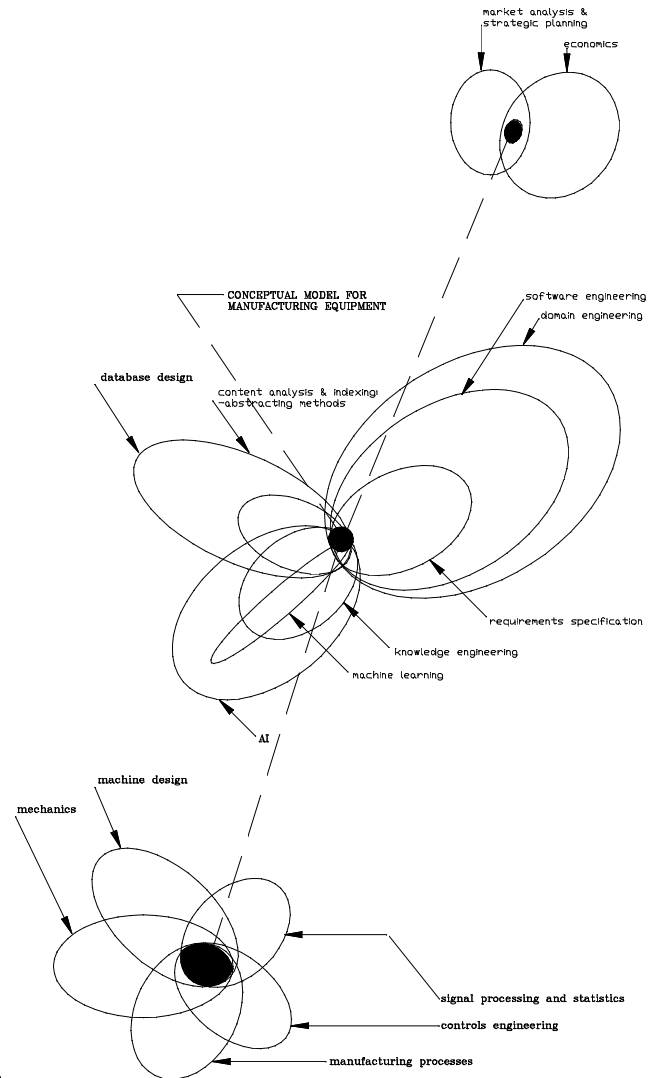 market analysis &
strategic planning
economics
CONCEPTUAL MODEL FOR
MANUFACTURING EQUIPMENT
software engineering
domain engineering
database design
content analysis & indexing;
-abstracting methods
requirements specification
knowledge engineering
machine learning
AI
machine design
mechanics
signal processing and statistics
controls engineering
manufacturing processes